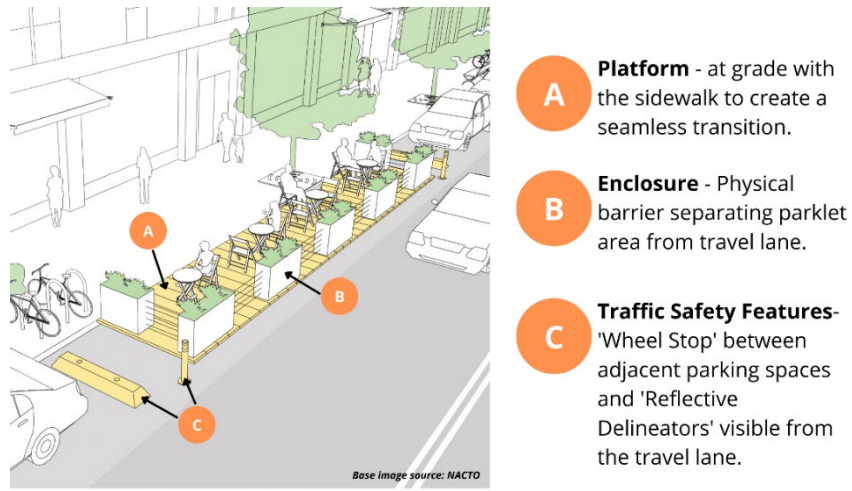 A
B
C
Base image source: NACTO
A
Platform - at grade with
the sidewalk to create a
seamless transition.
B
Enclosure - Physical
barrier separating parklet
area from travel lane.
C
Traffic Safety Features-
'Wheel Stop' between
adjacent parking spaces
and 'Reflective
Delineators' visible from
the travel lane.